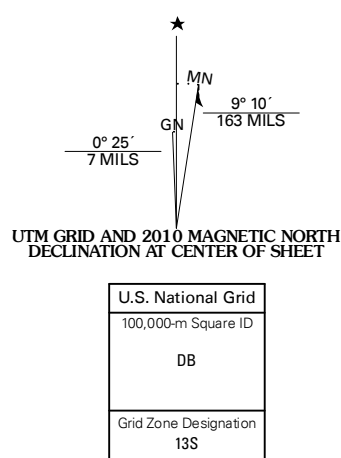 MN
9° 10´
163 MILS
GN
0° 25´
7 MILS
UTM GRID AND 2010 MAGNETIC NORTH
DECLINATION AT CENTER OF SHEET
U.S. National Grid
100,000-m Square ID
DB
Grid Zone Designation
13S